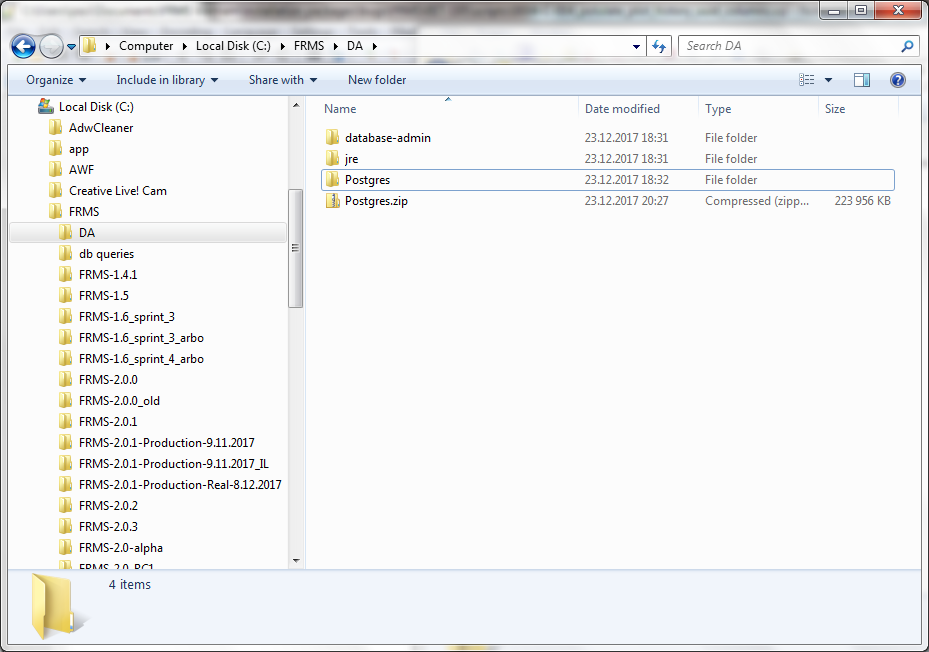 Computer ▸ Local Disk (C:) ▸ FRMS ▸ DA ▸
Search DA
Organize
Include in library
Share with
New folder
Local Disk (C:)
AdwCleaner
app
AWF
Creative Live! Cam
FRMS
DA
db queries
FRMS-1.4.1
FRMS-1.5
FRMS-1.6_sprint_3
FRMS-1.6_sprint_3_arbo
FRMS-1.6_sprint_4_arbo
FRMS-2.0.0
FRMS-2.0.0_old
FRMS-2.0.1
FRMS-2.0.1-Production-9.11.2017
FRMS-2.0.1-Production-9.11.2017_IL
FRMS-2.0.1-Production-Real-8.12.2017
FRMS-2.0.2
FRMS-2.0.3
FRMS-2.0-alpha
FRMS-2.0_RC1
Name Date modified Type Size
database-admin 23.12.2017 18:31 File folder
jre 23.12.2017 18:31 File folder
Postgres 23.12.2017 18:32 File folder
Postgres.zip 23.12.2017 20:27 Compressed (zipp... 223 956 KB
4 items